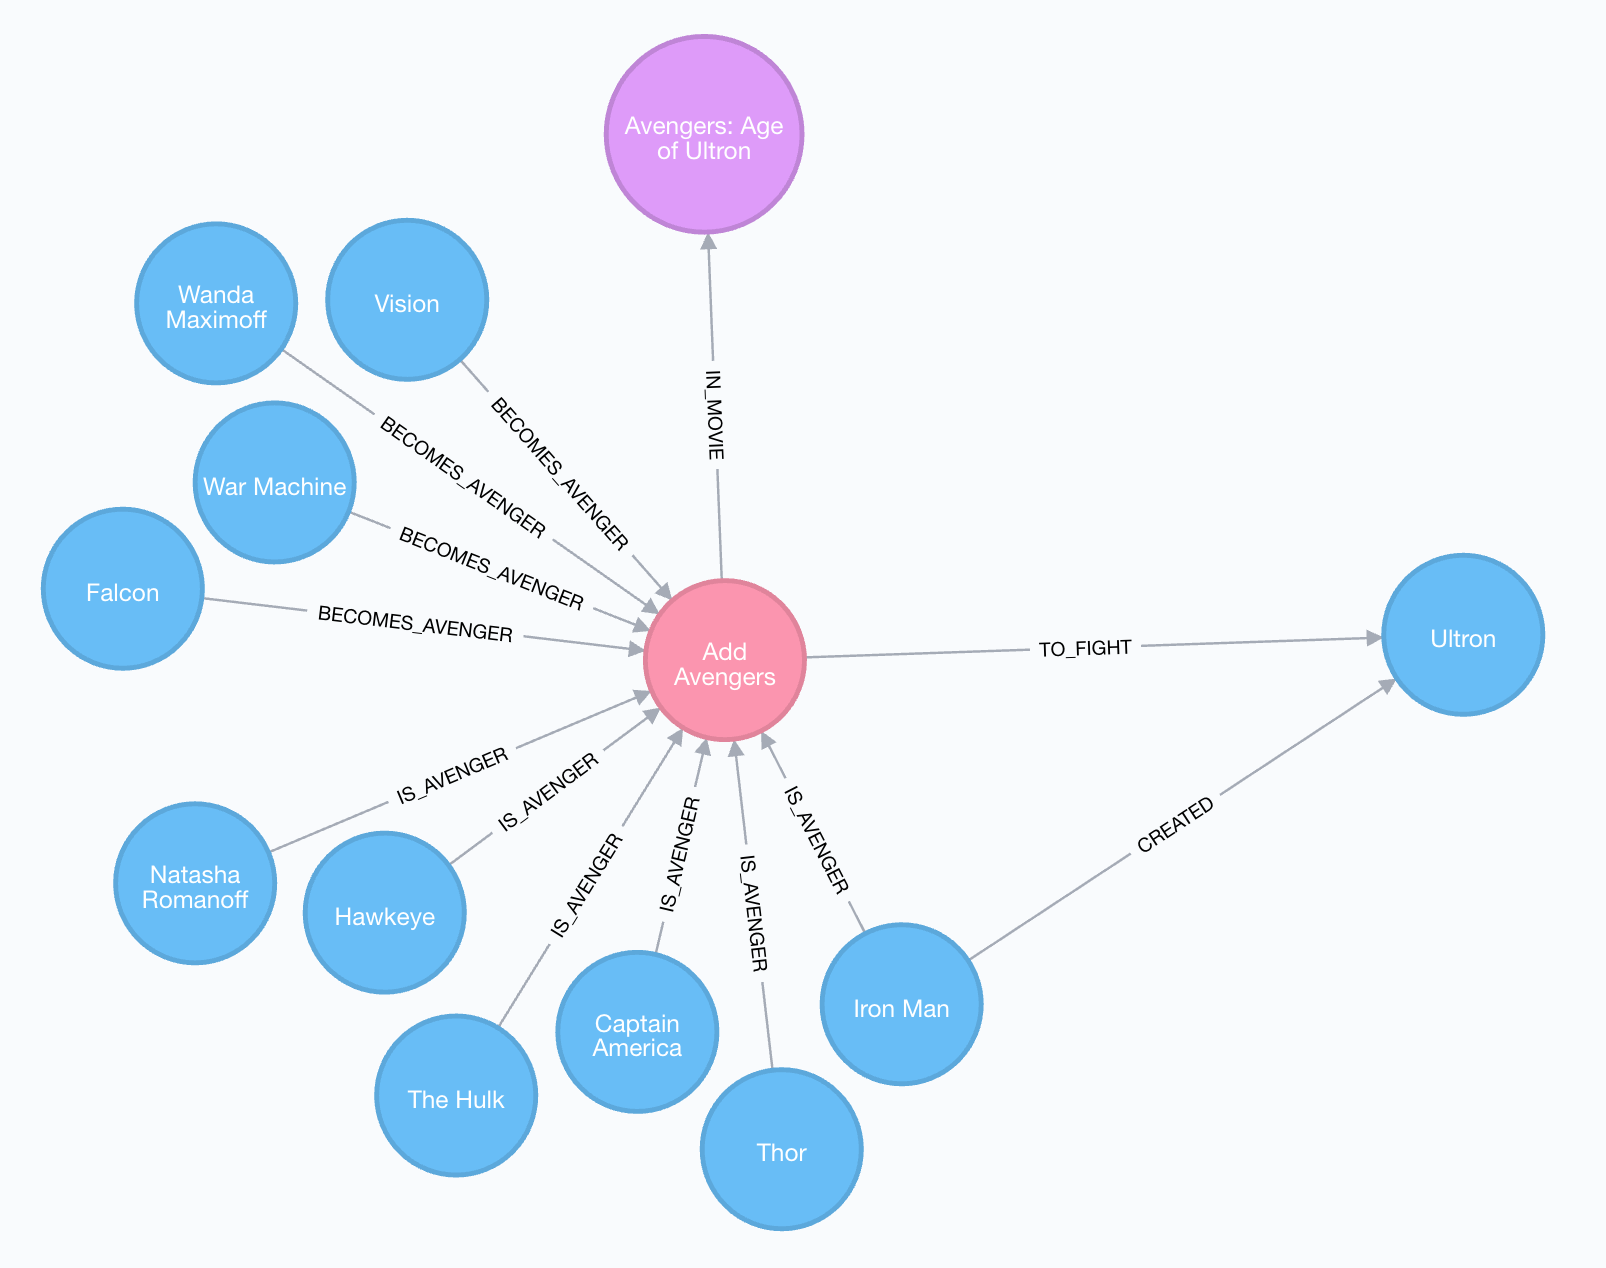 Avengers: Age
of Ultron
Wanda
Maximoff
Vision
IN_MOVIE
BECOMES_AVENGER
BECOMES_AVENGER
War Machine
BECOMES_AVENGER
Falcon
BECOMES_AVENGER
Add
Avengers
TO_FIGHT
Ultron
IS_AVENGER
IS_AVENGER
IS_AVENGER
IS_AVENGER
IS_AVENGER
IS_AVENGER
CREATED
Natasha
Romanoff
Hawkeye
The Hulk
Captain
America
Thor
Iron Man